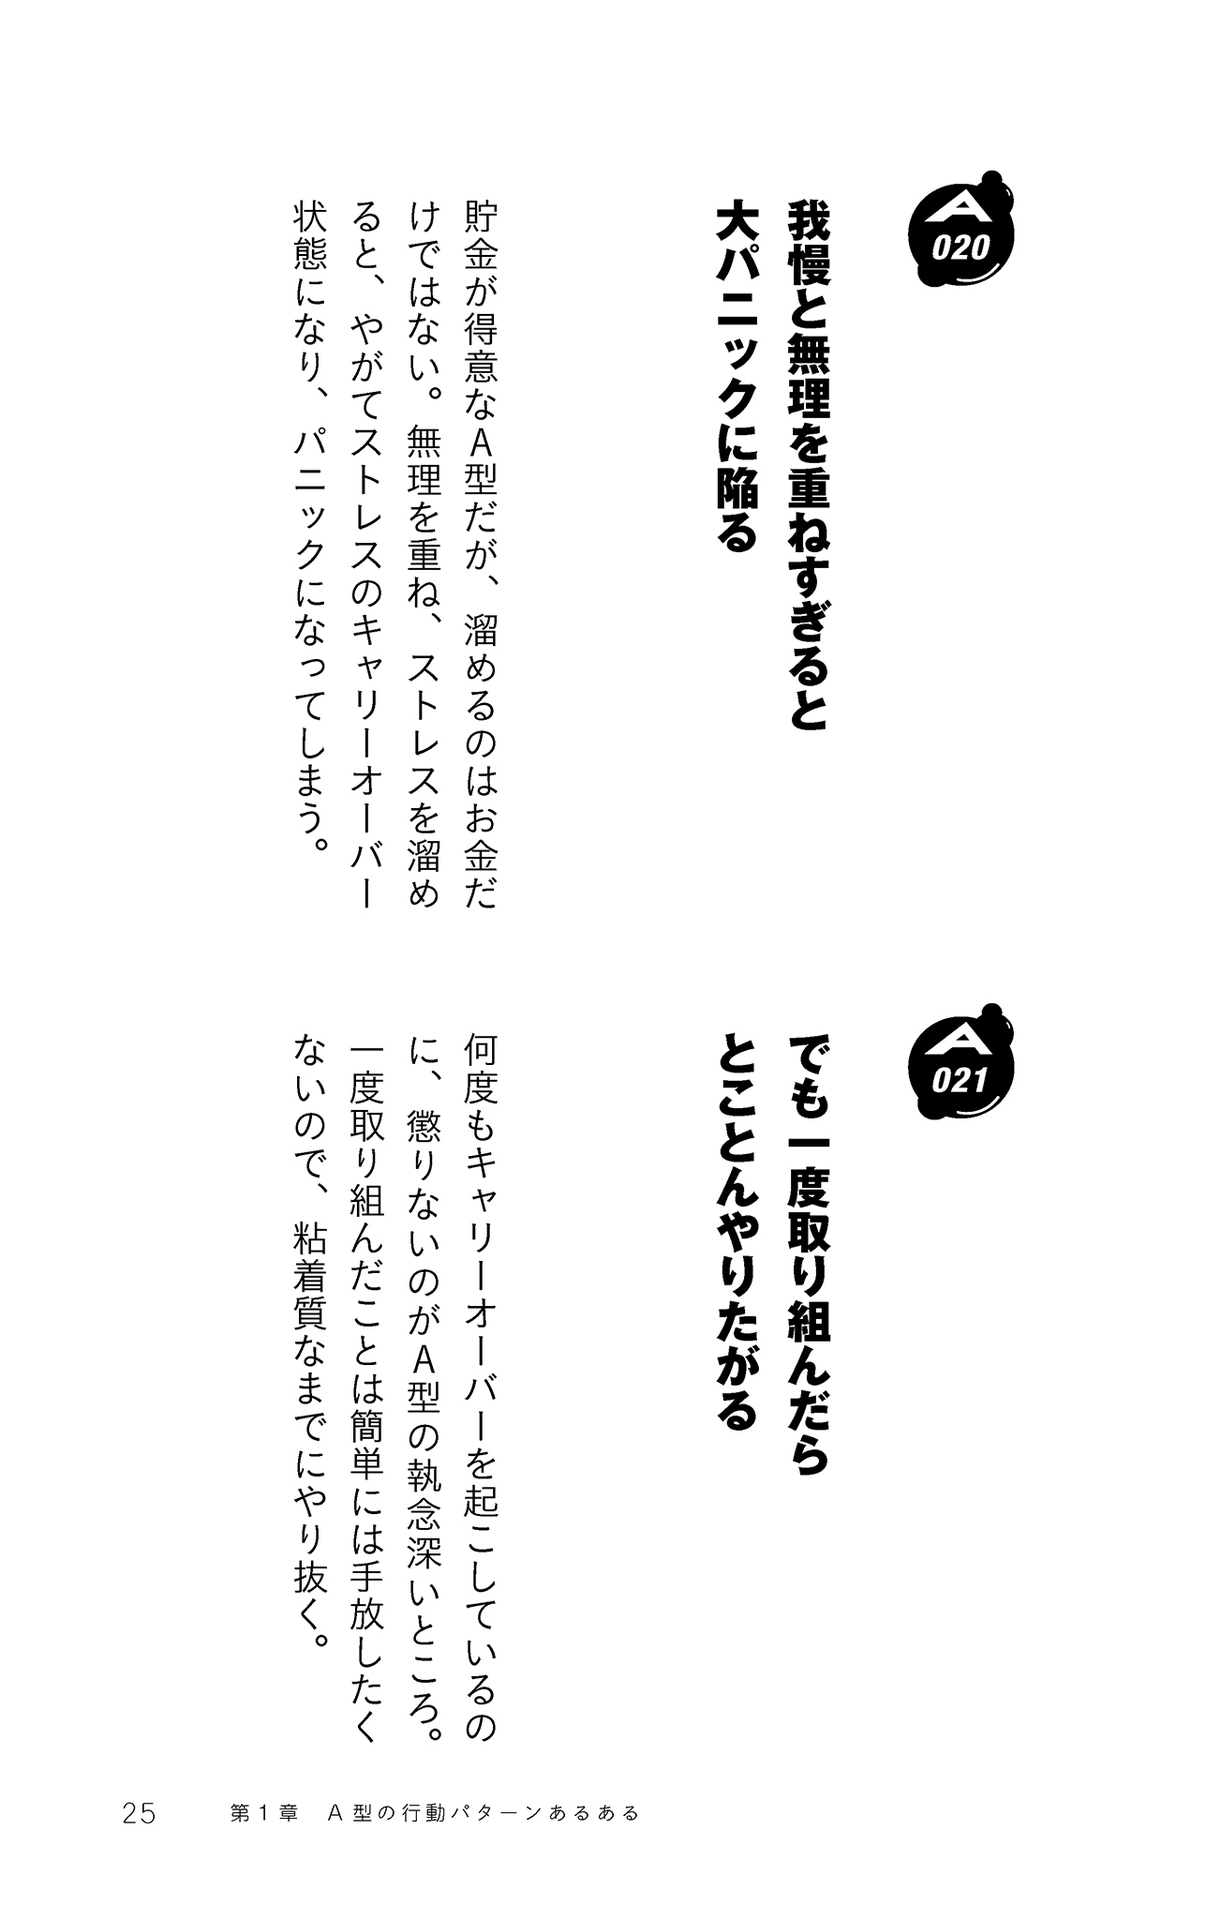 A
020
我慢と無理を重ねすぎると
大パニックに陥る
貯金が得意なA型だが、溜めるのはお金だ
けではない。無理を重ね、ストレスを溜め
ると、やがてストレスのキャリーオーバー
状態になり、パニックになってしまう。
A
021
でも一度取り組んだら
とことんやりたがる
何度もキャリーオーバーを起こしているの
に、懲りないのがA型の執念深いところ。
一度取り組んだことは簡単には手放したく
ないので、粘着質なまでにやり抜く。
25 第1章 A型の行動パターンあるある